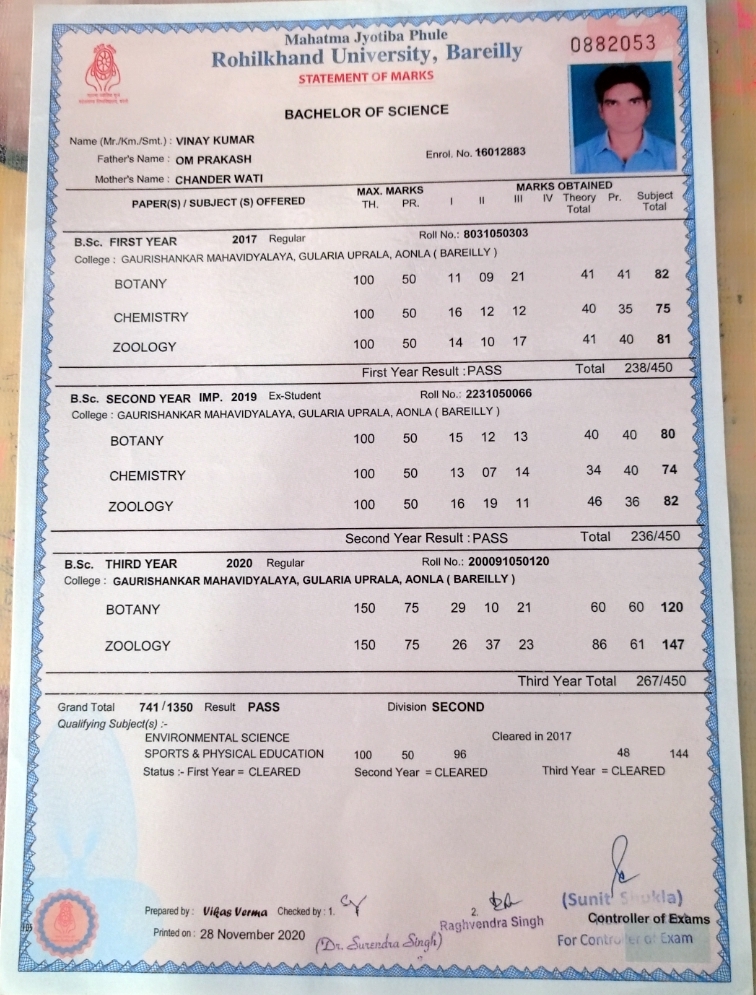 Mahatma Jyotiba Phule
Rohilkhand University, Bareilly
0882053
STATEMENT OF MARKS
BACHELOR OF SCIENCE
Name (Mr./Km./Smt.) : VINAY KUMAR
Father's Name : OM PRAKASH
Enrol. No. 16012883
Mother's Name : CHANDER WATI
PAPER(S) / SUBJECT (S) OFFERED MAX. MARKS TH. PR. MARKS OBTAINED I II III IV Theory Total Pr. Subject Total
B.Sc. FIRST YEAR 2017 Regular Roll No.: 8031050303
College : GAURISHANKAR MAHAVIDYALAYA, GULARIA UPRALA, AONLA ( BAREILLY )
BOTANY 100 50 11 09 21 41 41 82
CHEMISTRY 100 50 16 12 12 40 35 75
ZOOLOGY 100 50 14 10 17 41 40 81
First Year Result : PASS Total 238/450
B.Sc. SECOND YEAR IMP. 2019 Ex-Student Roll No.: 2231050066
College : GAURISHANKAR MAHAVIDYALAYA, GULARIA UPRALA, AONLA ( BAREILLY )
BOTANY 100 50 15 12 13 40 40 80
CHEMISTRY 100 50 13 07 14 34 40 74
ZOOLOGY 100 50 16 19 11 46 36 82
Second Year Result : PASS Total 236/450
B.Sc. THIRD YEAR 2020 Regular Roll No.: 200091050120
College : GAURISHANKAR MAHAVIDYALAYA, GULARIA UPRALA, AONLA ( BAREILLY )
BOTANY 150 75 29 10 21 60 60 120
ZOOLOGY 150 75 26 37 23 86 61 147
Third Year Total 267/450
Grand Total 741/1350 Result PASS Division SECOND
Qualifying Subject(s) :-
ENVIRONMENTAL SCIENCE Cleared in 2017
SPORTS & PHYSICAL EDUCATION 100 50 96 48 144
Status :- First Year = CLEARED Second Year = CLEARED Third Year = CLEARED
Prepared by : Vikas Verma Checked by : 1. 2.
(Sunit Shukla)
Raghvendra Singh
Controller of Exams
Printed on : 28 November 2020
(Dr. Surendra Singh)
For Controller of Exam